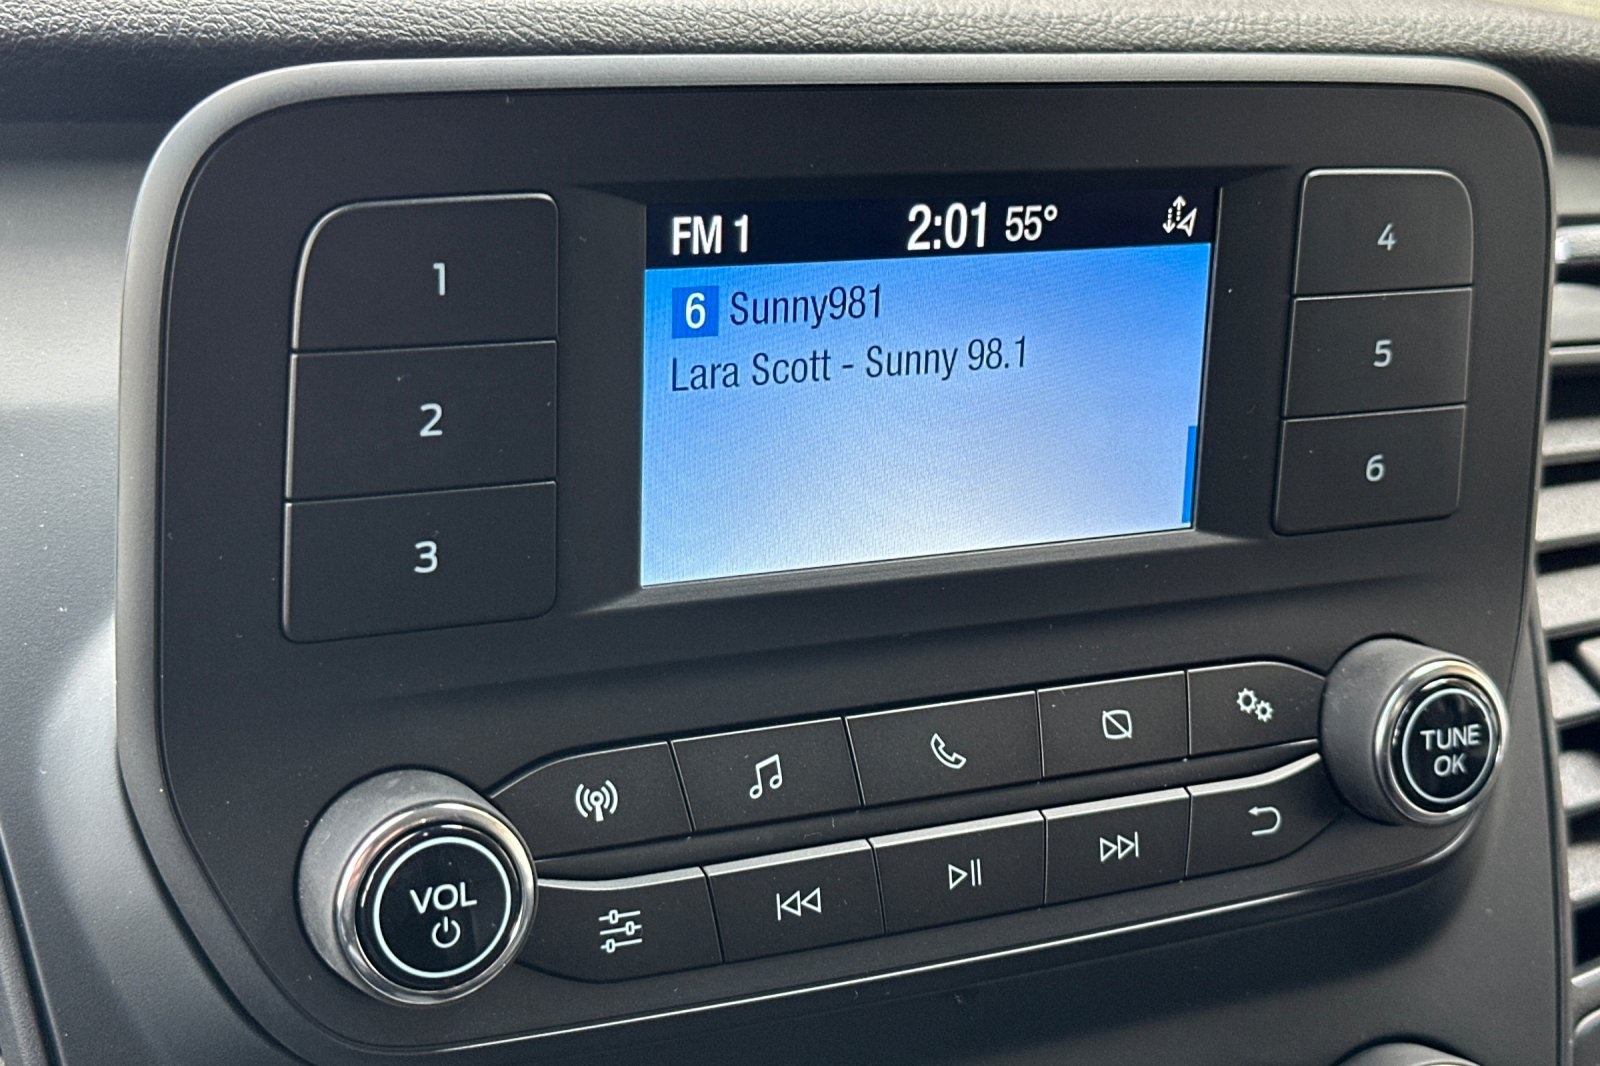 FM 1 2:01 55°
6 Sunny981
Lara Scott - Sunny 98.1
1
2
3
4
5
6
VOL
TUNE
OK